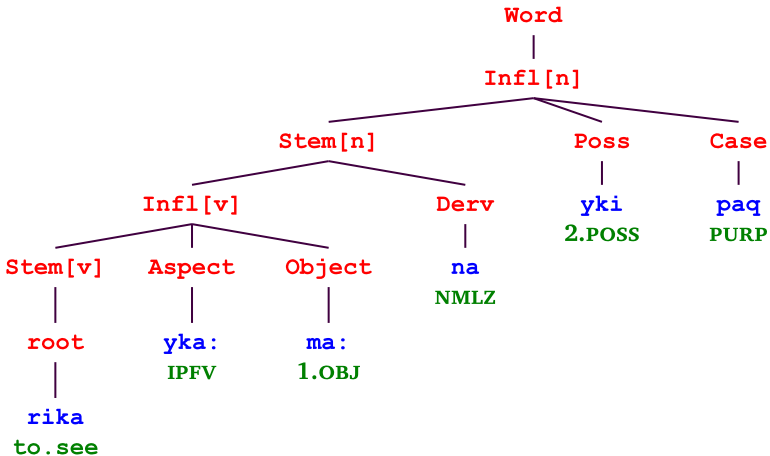 Word
Infl[n]
Stem[n] Poss Case
Infl[v] Derv yki paq
2.POSS PURP
Stem[v] Aspect Object na
NMLZ
root yka: ma:
IPFV 1.OBJ
rika
to.see